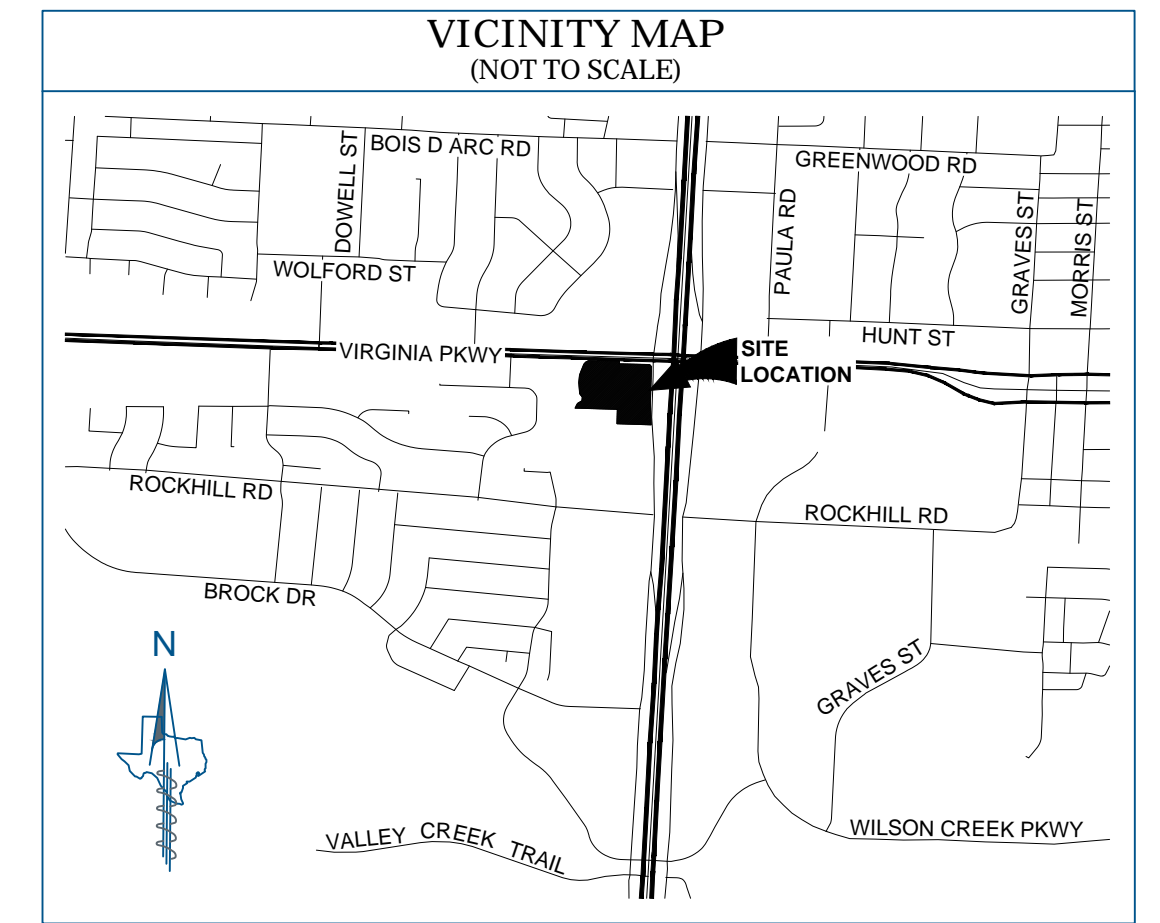 VICINITY MAP
(NOT TO SCALE)
BOIS D ARC RD
GREENWOOD RD
DOWELL ST
PAULA RD
GRAVES ST
MORRIS ST
WOLFORD ST
HUNT ST
VIRGINIA PKWY
SITE
LOCATION
ROCKHILL RD
ROCKHILL RD
BROCK DR
N
GRAVES ST
VALLEY CREEK TRAIL
WILSON CREEK PKWY